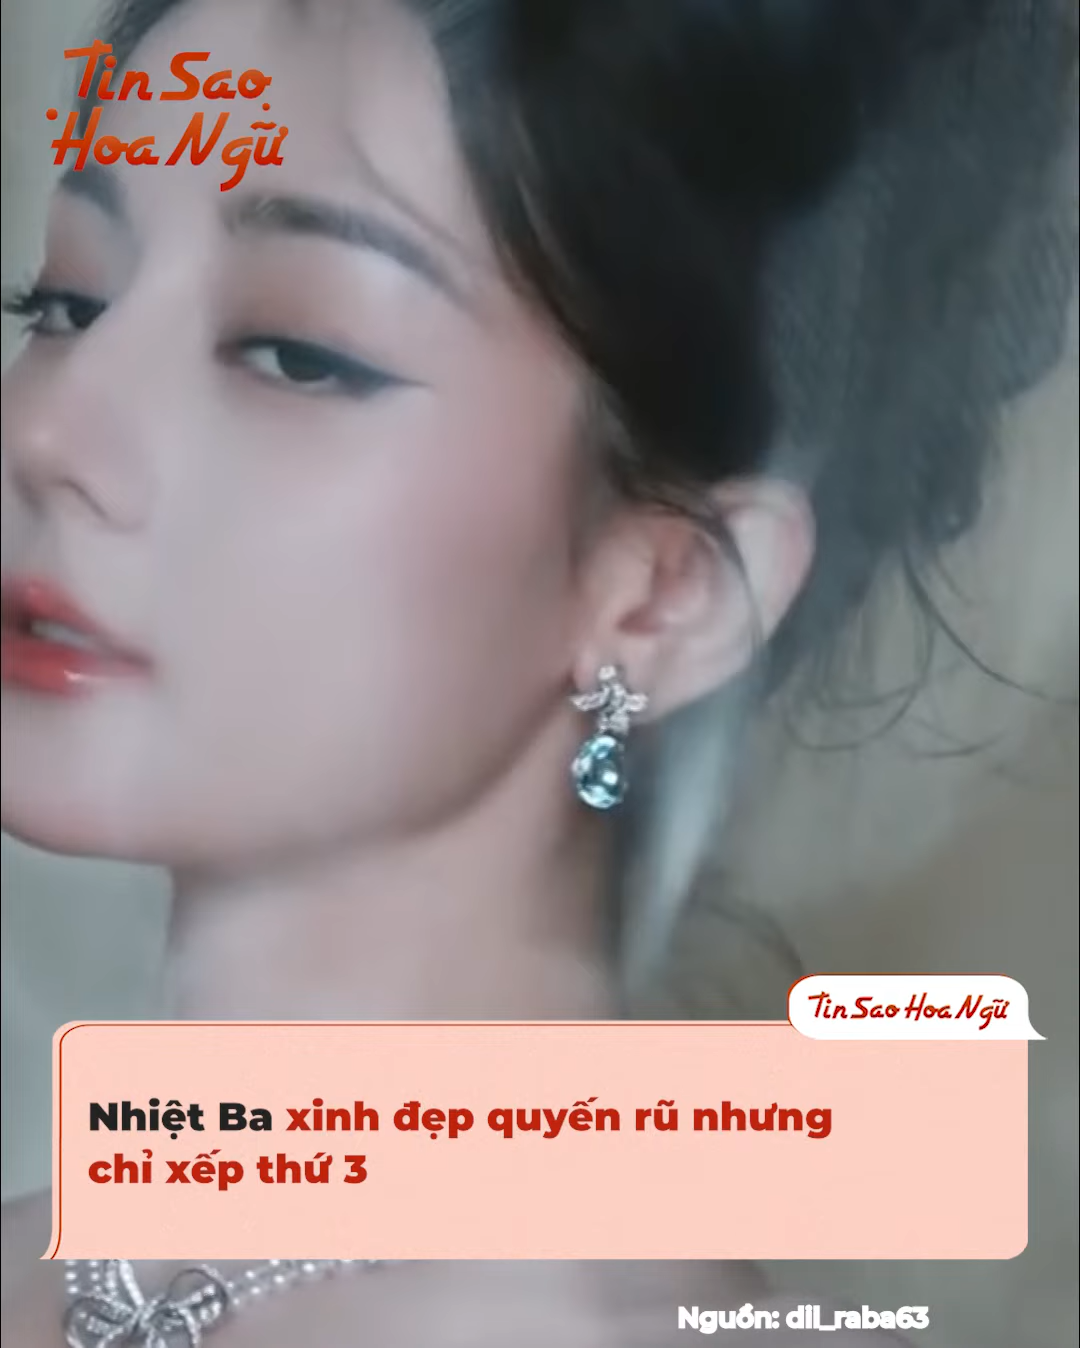 Tin Sao
Hoa Ngữ
Tin Sao Hoa Ngữ
Nhiệt Ba xinh đẹp quyến rũ nhưng
chỉ xếp thứ 3
Nguồn: dil_raba63